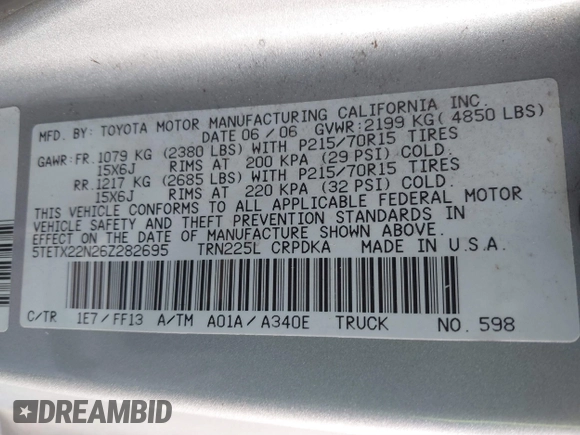 MFD. BY: TOYOTA MOTOR MANUFACTURING CALIFORNIA INC.
DATE 06 / 06 GVWR: 2199 KG( 4850 LBS)
GAWR: FR. 1079 KG (2380 LBS) WITH P215/70R15 TIRES
15X6J RIMS AT 200 KPA (29 PSI) COLD.
RR. 1217 KG (2685 LBS) WITH P215/70R15 TIRES
15X6J RIMS AT 220 KPA (32 PSI) COLD.
THIS VEHICLE CONFORMS TO ALL APPLICABLE FEDERAL MOTOR
VEHICLE SAFETY AND THEFT PREVENTION STANDARDS IN
EFFECT ON THE DATE OF MANUFACTURE SHOWN ABOVE.
5TETX22N26Z282695 TRN225L CRPDKA MADE IN U.S.A.
C/TR 1E7 / FF13 A/TM A01A / A340E TRUCK NO. 598
DREAMBID